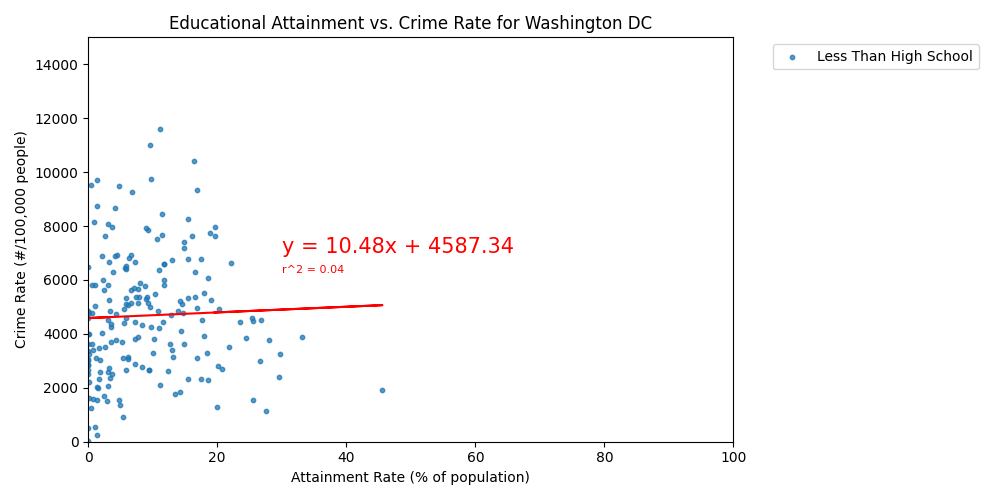 Educational Attainment vs. Crime Rate for Washington DC
Less Than High School
14000
12000
10000
8000
6000
4000
2000
0
Crime Rate (#/100,000 people)
y = 10.48x + 4587.34
r^2 = 0.04
0 20 40 60 80 100
Attainment Rate (% of population)